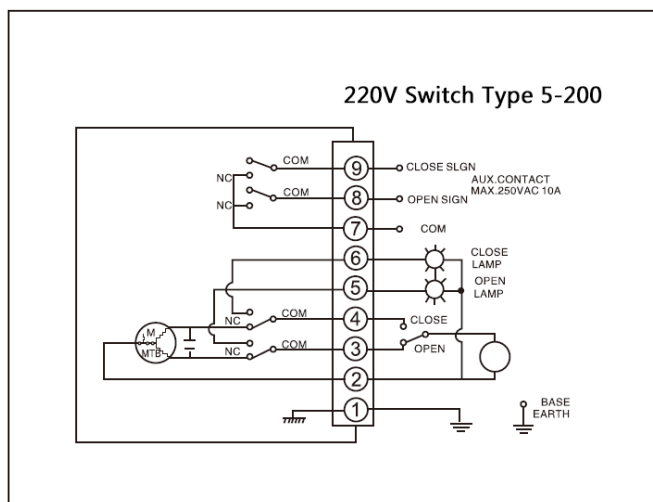 220V Switch Type 5-200
COM
9
CLOSE SLGN
NC
AUX.CONTACT
MAX.250VAC 10A
COM
8
OPEN SIGN
NC
7
COM
6
CLOSE
LAMP
5
OPEN
LAMP
4
CLOSE
COM
NC
M
MTB
3
OPEN
COM
NC
2
1
BASE
EARTH